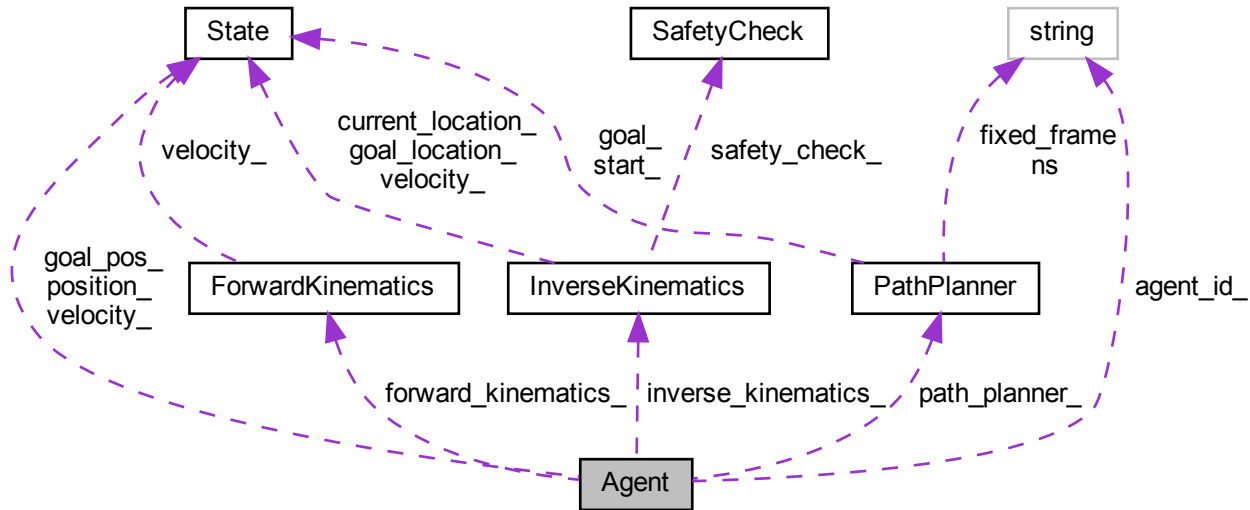 State
SafetyCheck
string
velocity_
current_location_
goal_location_
velocity_
goal_
start_
safety_check_
fixed_frame
ns
goal_pos_
position_
velocity_
ForwardKinematics
InverseKinematics
PathPlanner
agent_id_
forward_kinematics_
inverse_kinematics_
path_planner_
Agent